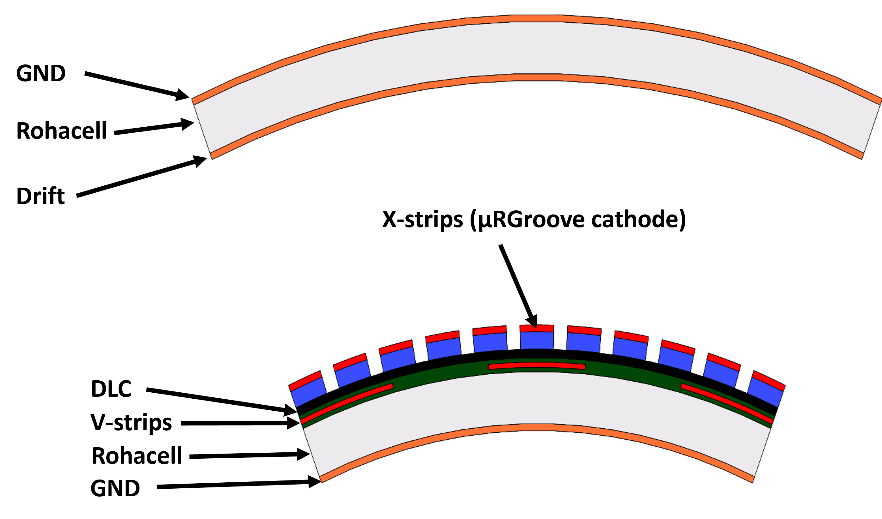 GND
Rohacell
Drift
X-strips (µRGroove cathode)
DLC
V-strips
Rohacell
GND